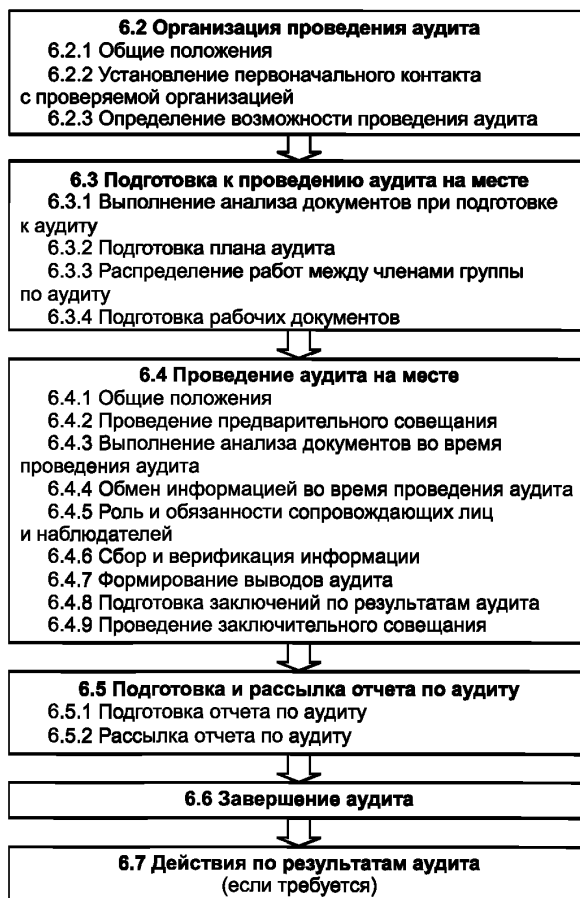 6.2 Организация проведения аудита
6.2.1 Общие положения
6.2.2 Установление первоначального контакта
с проверяемой организацией
6.2.3 Определение возможности проведения аудита
6.3 Подготовка к проведению аудита на месте
6.3.1 Выполнение анализа документов при подготовке
к аудиту
6.3.2 Подготовка плана аудита
6.3.3 Распределение работ между членами группы
по аудиту
6.3.4 Подготовка рабочих документов
6.4 Проведение аудита на месте
6.4.1 Общие положения
6.4.2 Проведение предварительного совещания
6.4.3 Выполнение анализа документов во время
проведения аудита
6.4.4 Обмен информацией во время проведения аудита
6.4.5 Роль и обязанности сопровождающих лиц
и наблюдателей
6.4.6 Сбор и верификация информации
6.4.7 Формирование выводов аудита
6.4.8 Подготовка заключений по результатам аудита
6.4.9 Проведение заключительного совещания
6.5 Подготовка и рассылка отчета по аудиту
6.5.1 Подготовка отчета по аудиту
6.5.2 Рассылка отчета по аудиту
6.6 Завершение аудита
6.7 Действия по результатам аудита
(если требуется)